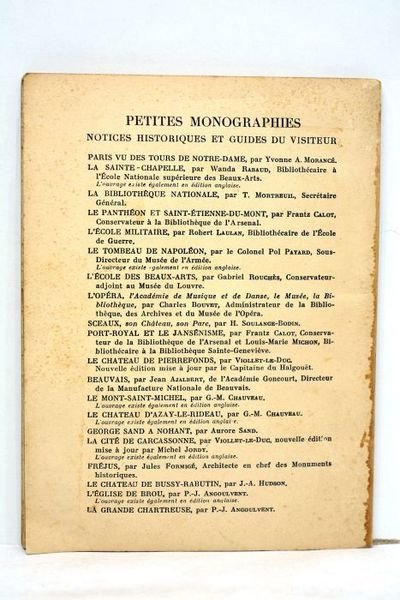 PETITES MONOGRAPHIES
NOTICES HISTORIQUES ET GUIDES DU VISITEUR
PARIS VU DES TOURS DE NOTRE-DAME, par Yvonne A. MORANCÉ.
LA SAINTE-CHAPELLE, par Wanda RABAUD, Bibliothécaire à
l'École Nationale supérieure des Beaux-Arts.
L'ouvrage existe également en édition anglaise.
LA BIBLIOTHÈQUE NATIONALE, par T. MORTREUIL, Secrétaire
Général.
LE PANTHÉON ET SAINT-ÉTIENNE-DU-MONT, par Frantz CALOT,
Conservateur à la Bibliothèque de l'Arsenal.
L'ÉCOLE MILITAIRE, par Robert LAULAN, Bibliothécaire de l'École
de Guerre.
LE TOMBEAU DE NAPOLÉON, par le Colonel Pol PAYARD, Sous-
Directeur du Musée de l'Armée.
L'ouvrage existe également en édition anglaise.
L'ÉCOLE DES BEAUX-ARTS, par Gabriel ROUCHÈS, Conservateur-
adjoint au Musée du Louvre.
L'OPÉRA, l'Académie de Musique et de Danse, le Musée, la Bi-
bliothèque, par Charles BOUVET, Administrateur de la Biblio-
thèque, des Archives et du Musée de l'Opéra.
SCEAUX, son Château, son Parc, par H. SOULANGE-BODIN.
PORT-ROYAL ET LE JANSÉNISME, par Frantz CALOT, Conserva-
teur de la Bibliothèque de l'Arsenal et Louis-Marie MICHON, Bi-
bliothécaire à la Bibliothèque Sainte-Geneviève.
LE CHATEAU DE PIERREFONDS, par VIOLLET-LE-DUC.
Nouvelle édition mise à jour par le Capitaine du Halgouët.
BEAUVAIS, par Jean AJALBERT, de l'Académie Goncourt, Directeur
de la Manufacture Nationale de Beauvais.
LE MONT-SAINT-MICHEL, par G.-M. CHAUVEAU.
L'ouvrage existe également en édition anglaise.
LE CHATEAU D'AZAY-LE-RIDEAU, par G.-M. CHAUVEAU.
L'ouvrage existe également en édition anglaise.
GEORGE SAND A NOHANT, par Aurore SAND.
LA CITÉ DE CARCASSONNE, par VIOLLET-LE-DUC, nouvelle édition
mise à jour par Michel JORDY.
L'ouvrage existe également en édition anglaise.
FRÉJUS, par Jules FORMIGÉ, Architecte en chef des Monuments
historiques.
LE CHATEAU DE BUSSY-RABUTIN, par J.-A. HUDSON.
L'ÉGLISE DE BROU, par P.-J. ANGOULVENT.
L'ouvrage existe également en édition anglaise.
LA GRANDE CHARTREUSE, par P.-J. ANGOULVENT.